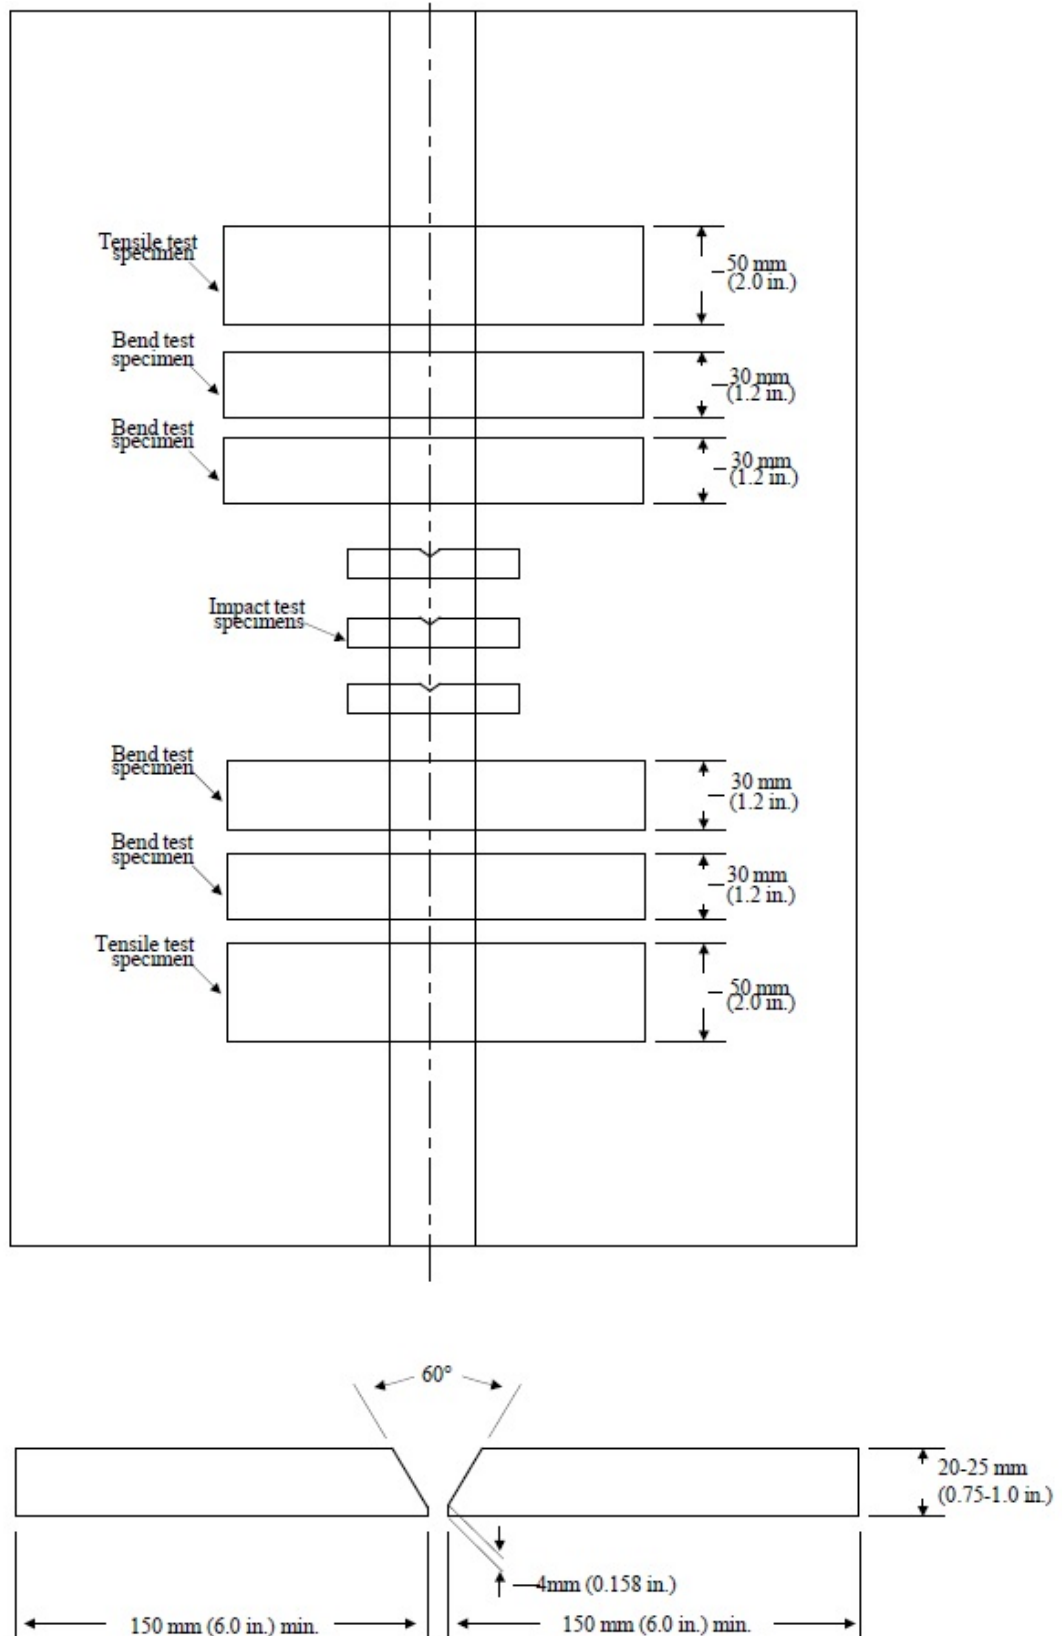 Tensile test
specimen
50 mm
(2.0 in.)
Bend test
specimen
30 mm
(1.2 in.)
Bend test
specimen
30 mm
(1.2 in.)
Impact test
specimens
Bend test
specimen
30 mm
(1.2 in.)
Bend test
specimen
30 mm
(1.2 in.)
Tensile test
specimen
50 mm
(2.0 in.)
60°
20-25 mm
(0.75-1.0 in.)
4mm (0.158 in.)
150 mm (6.0 in.) min.
150 mm (6.0 in.) min.